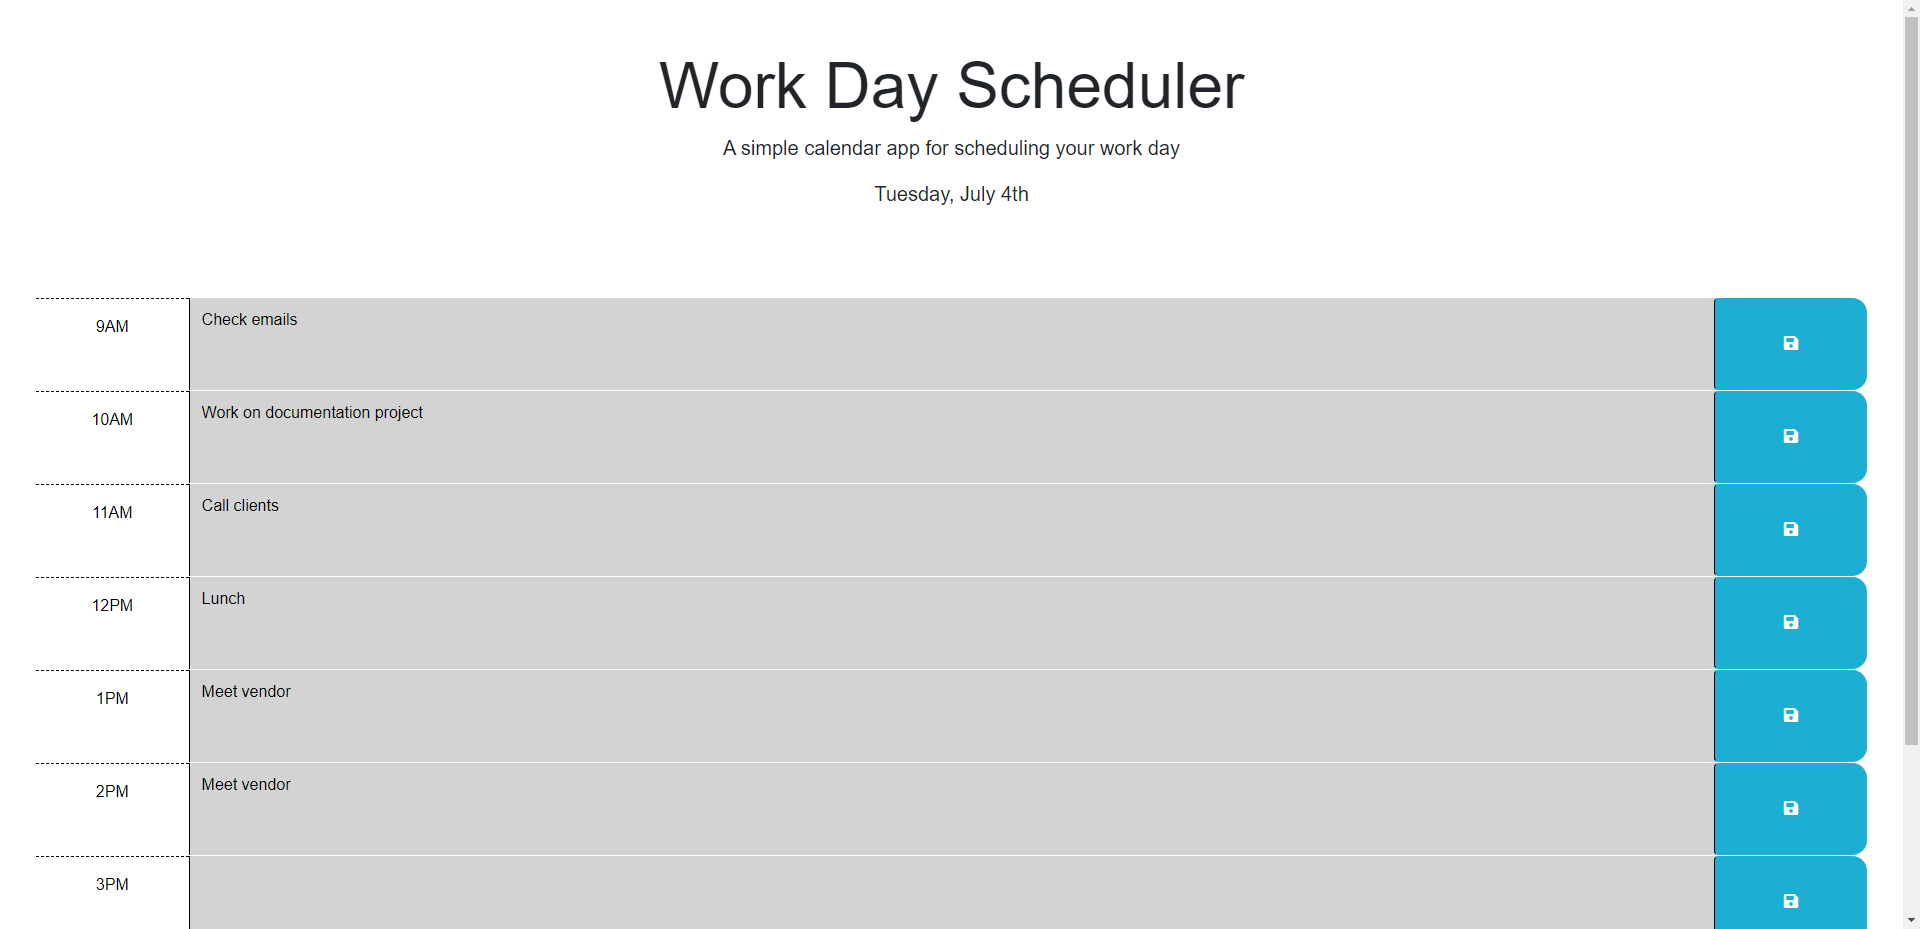 Work Day Scheduler
A simple calendar app for scheduling your work day
Tuesday, July 4th
9AM
Check emails
10AM
Work on documentation project
11AM
Call clients
12PM
Lunch
1PM
Meet vendor
2PM
Meet vendor
3PM